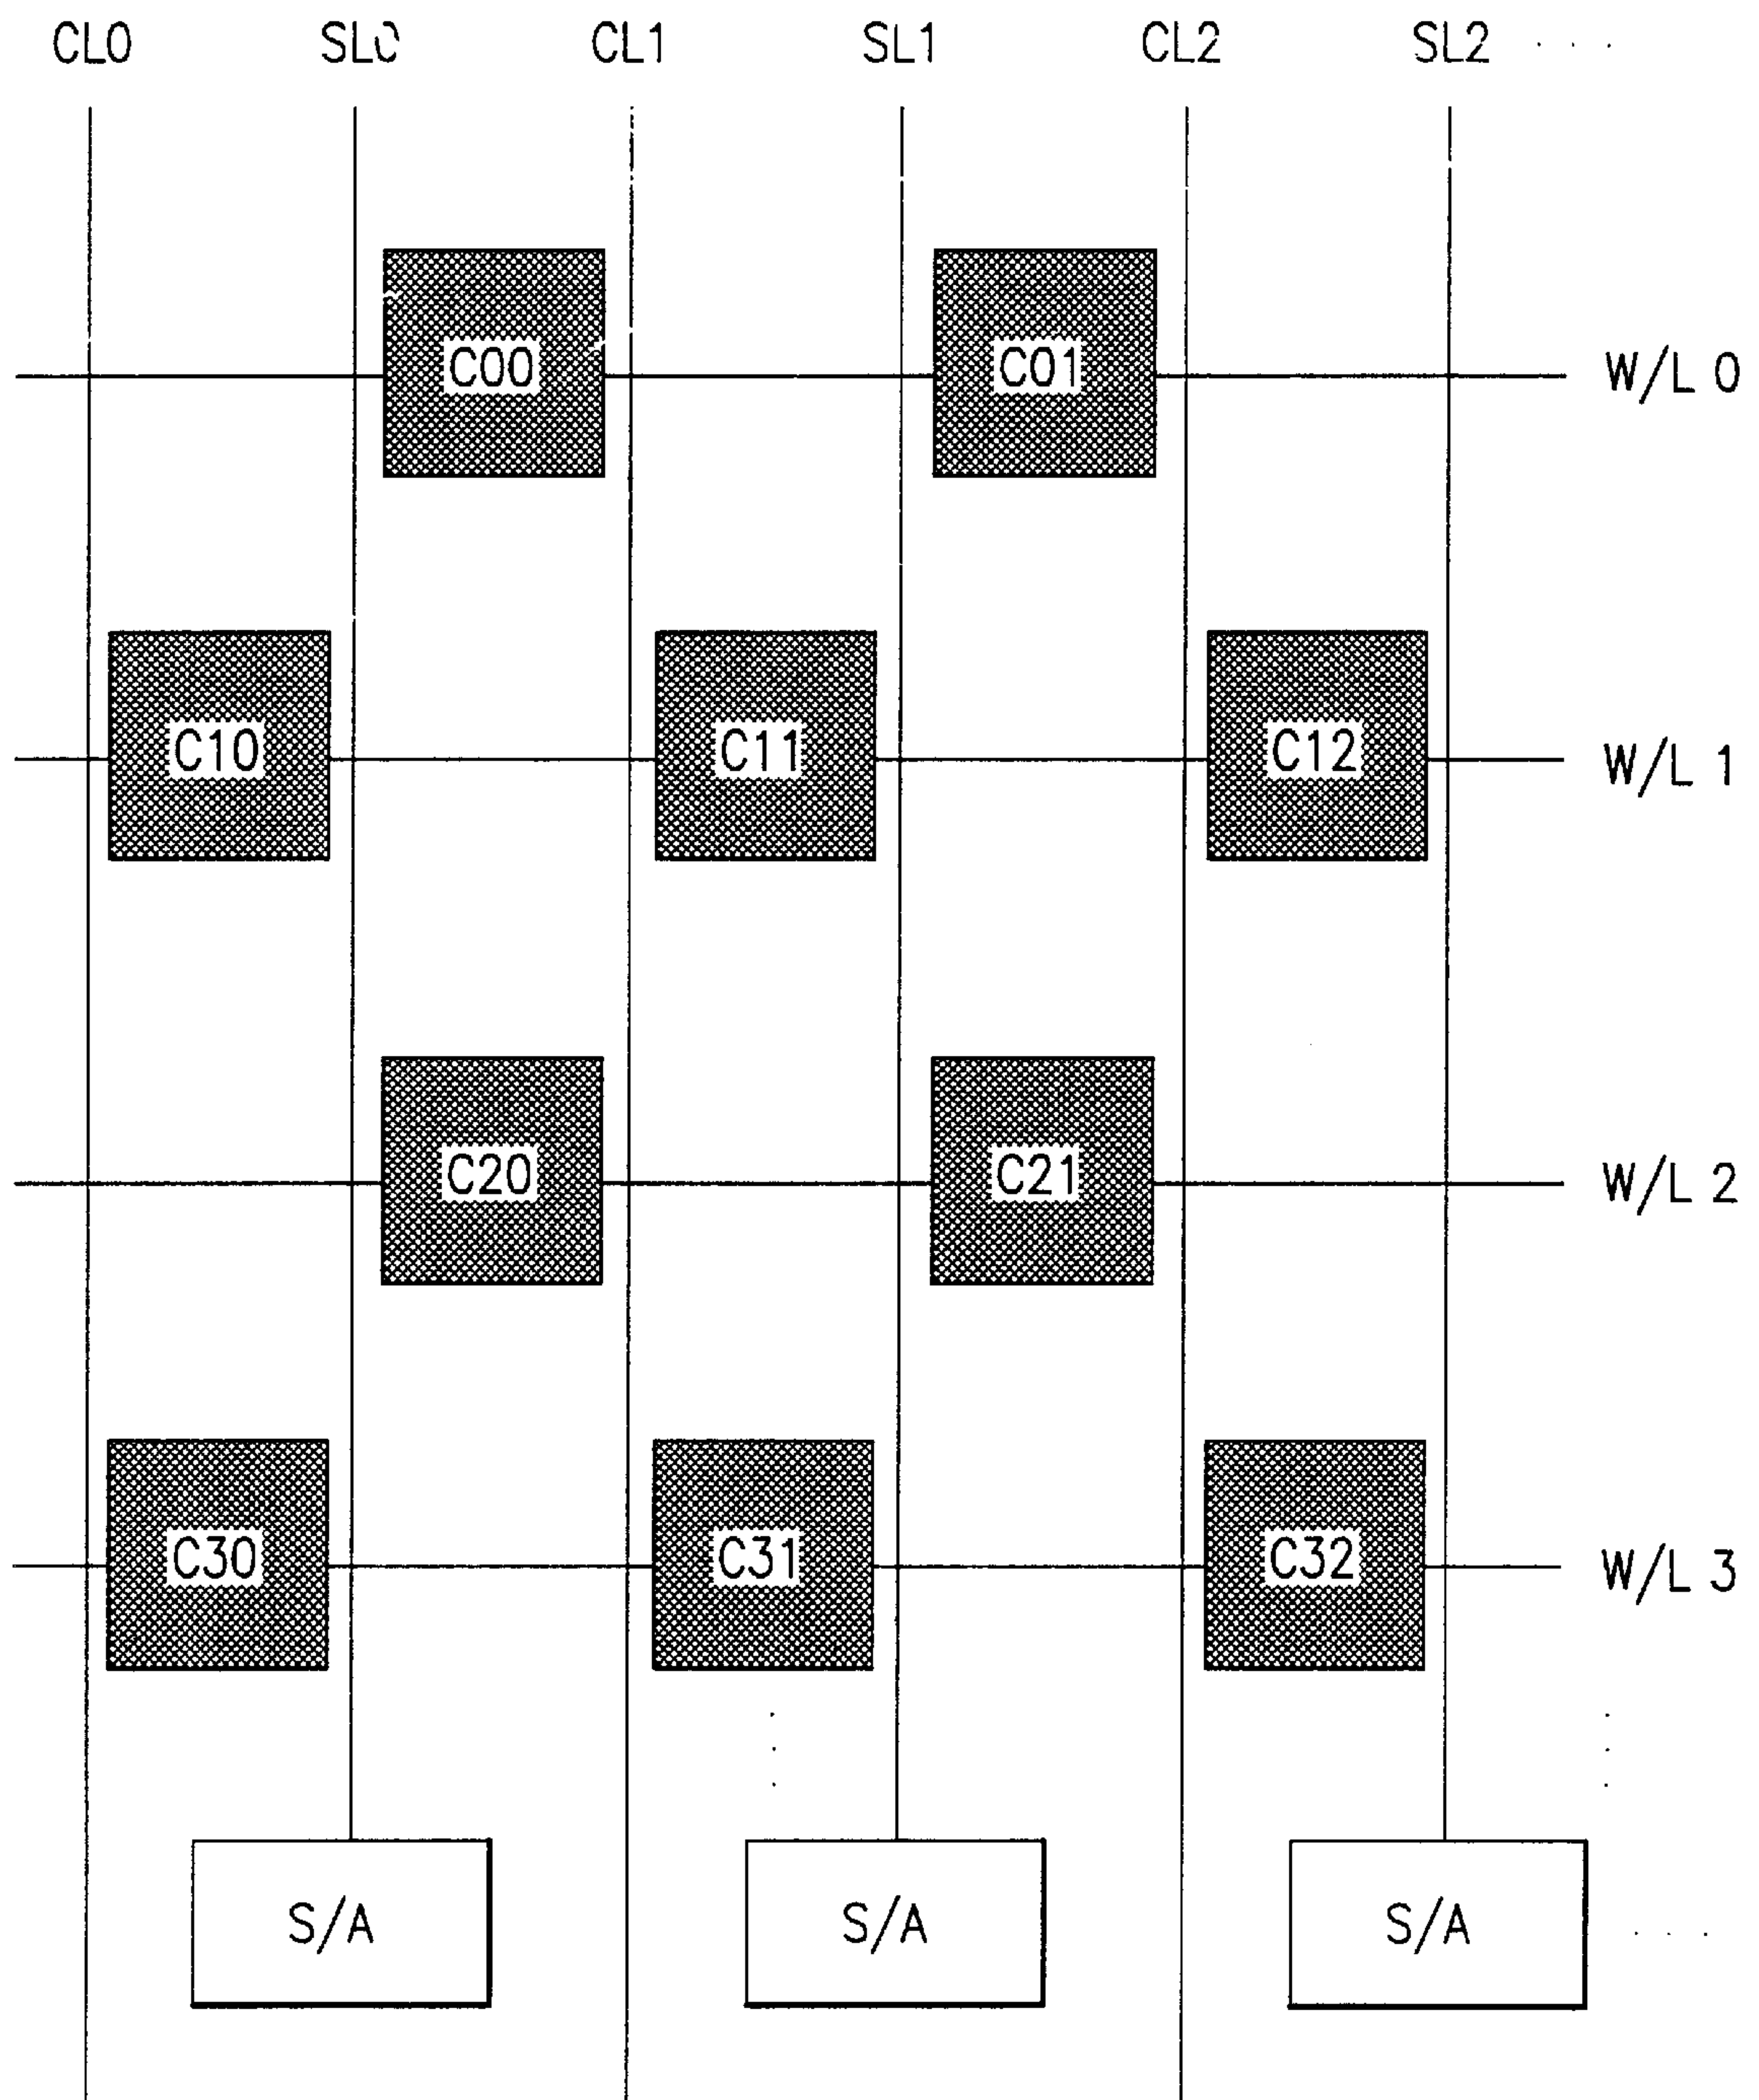 CL0 SL0 CL1 SL1 CL2 SL2 . . .
C00 C01 W/L 0
C10 C11 C12 W/L 1
C20 C21 W/L 2
C30 C31 C32 W/L 3
S/A S/A S/A . . .